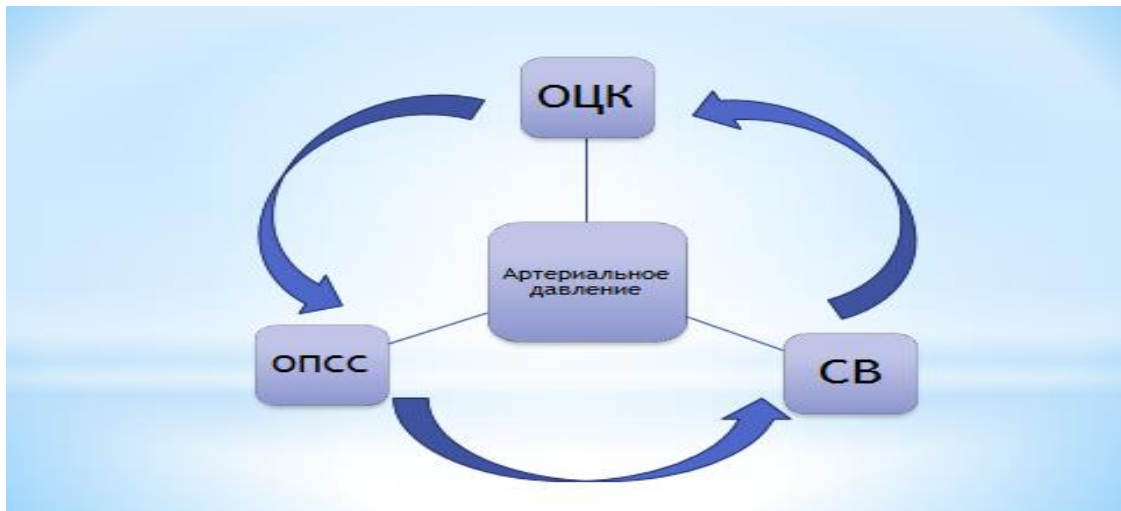 ОЦК
Артериальное
давление
ОПСС
СВ